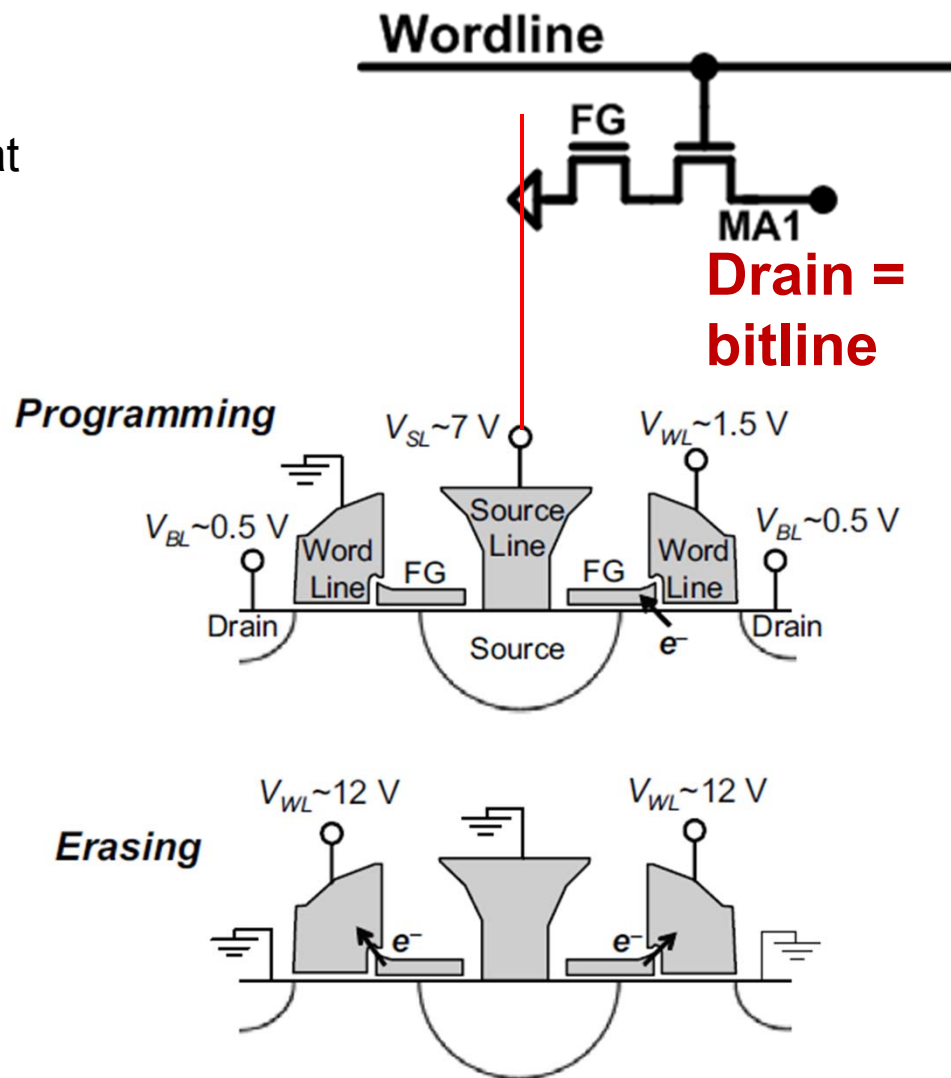 Wordline
at
FG
MA1
Drain =
bitline
Programming
V_SL~7 V
V_WL~1.5 V
V_BL~0.5 V
V_BL~0.5 V
Source
Line
Word
Line
FG
FG
Word
Line
Drain
Source
e–
Drain
V_WL~12 V
V_WL~12 V
Erasing
e–
e–